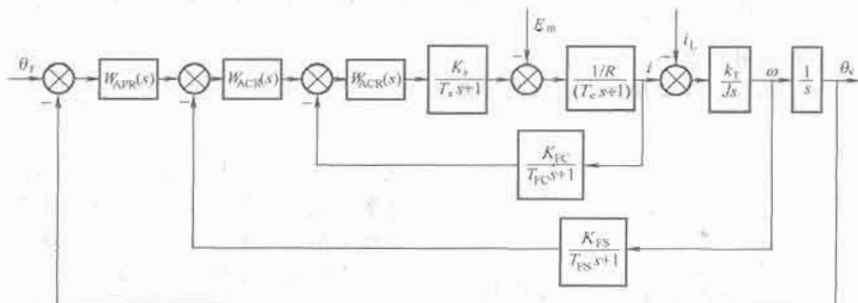 θ_r
−
W_APR(s)
−
W_ACR(s)
−
W_ACR(s)
K_s
T_s s+1
E_m
−
1/R
(T_e s+1)
i
i_L
−
k_T
Js
ω
1
s
θ_c
K_FC
T_FC s+1
K_FS
T_FS s+1